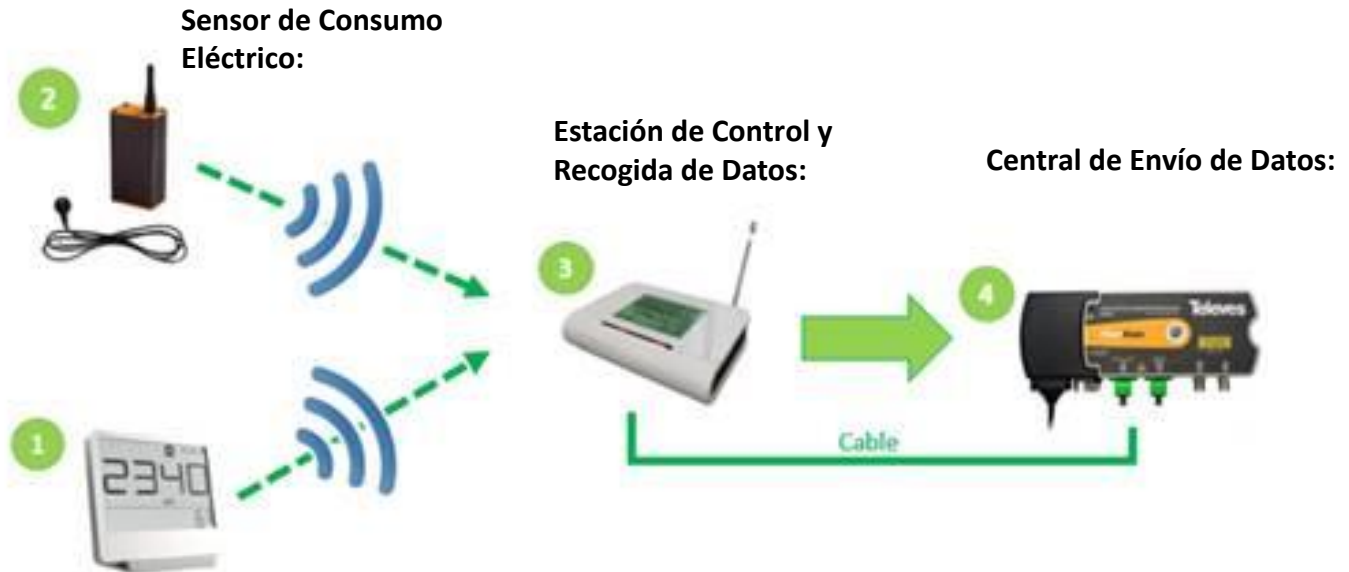 Sensor de Consumo
Eléctrico:
2
Estación de Control y
Recogida de Datos:
Central de Envío de Datos:
3
4
Televes
1
2340
Cable